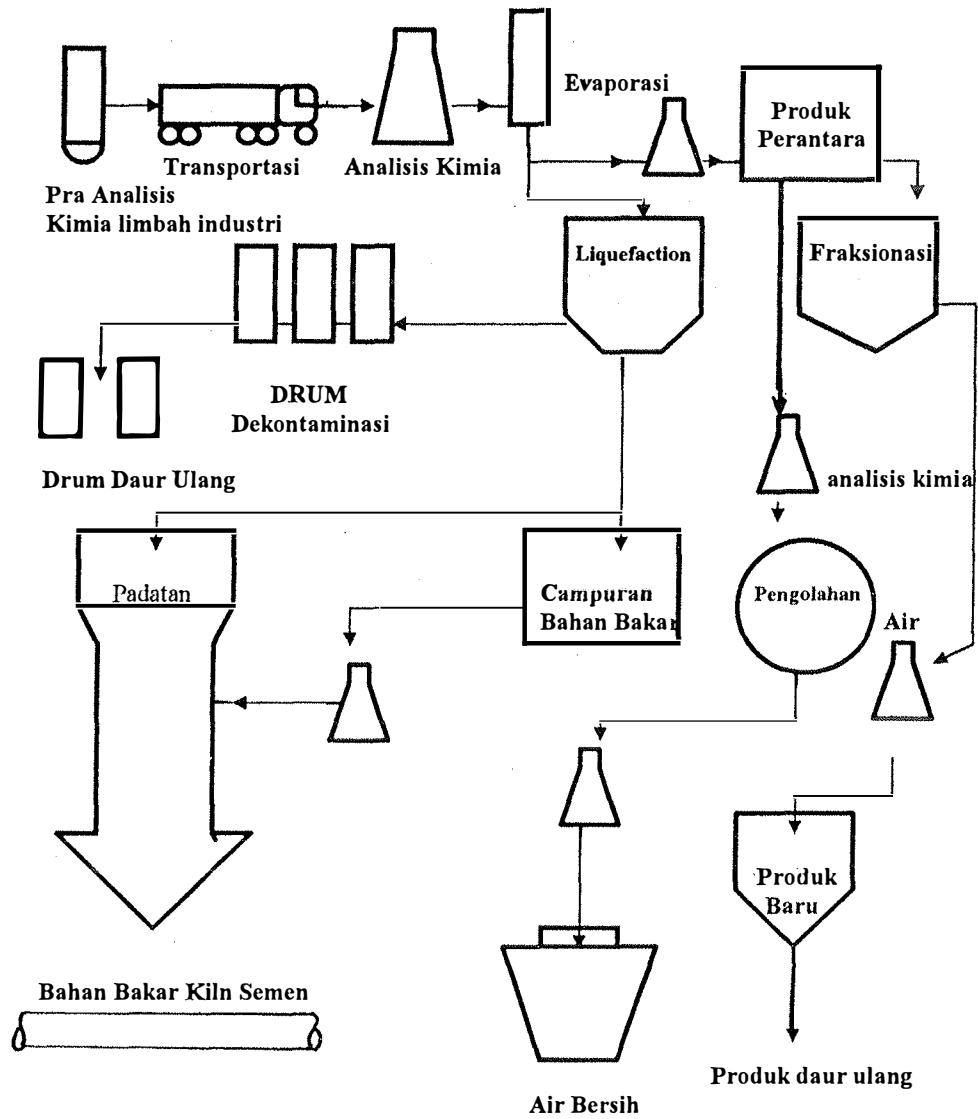 Evaporasi
Produk
Perantara
Transportasi
Analisis Kimia
Pra Analisis
Kimia limbah industri
Liquefaction
Fraksionasi
DRUM
Dekontaminasi
Drum Daur Ulang
analisis kimia
Padatan
Campuran
Bahan Bakar
Pengolahan
Air
Produk
Baru
Bahan Bakar Kiln Semen
Produk daur ulang
Air Bersih